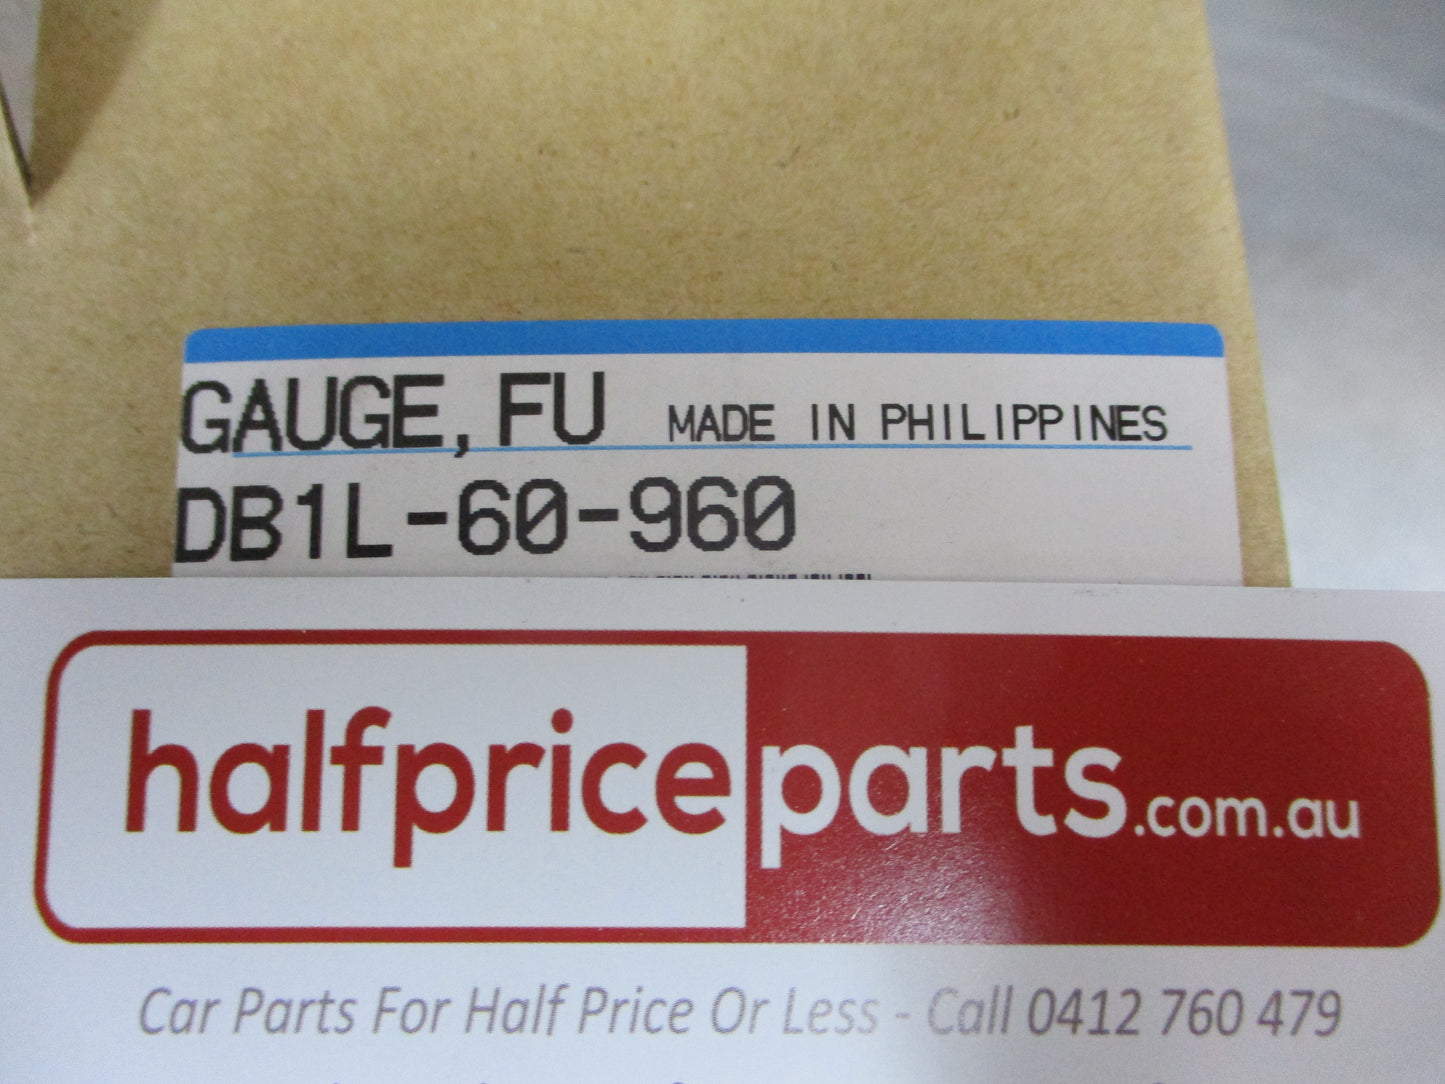 GAUGE, FU MADE IN PHILIPPINES
DB1L-60-960
halfpriceparts.com.au
Car Parts For Half Price Or Less - Call 0412 760 479